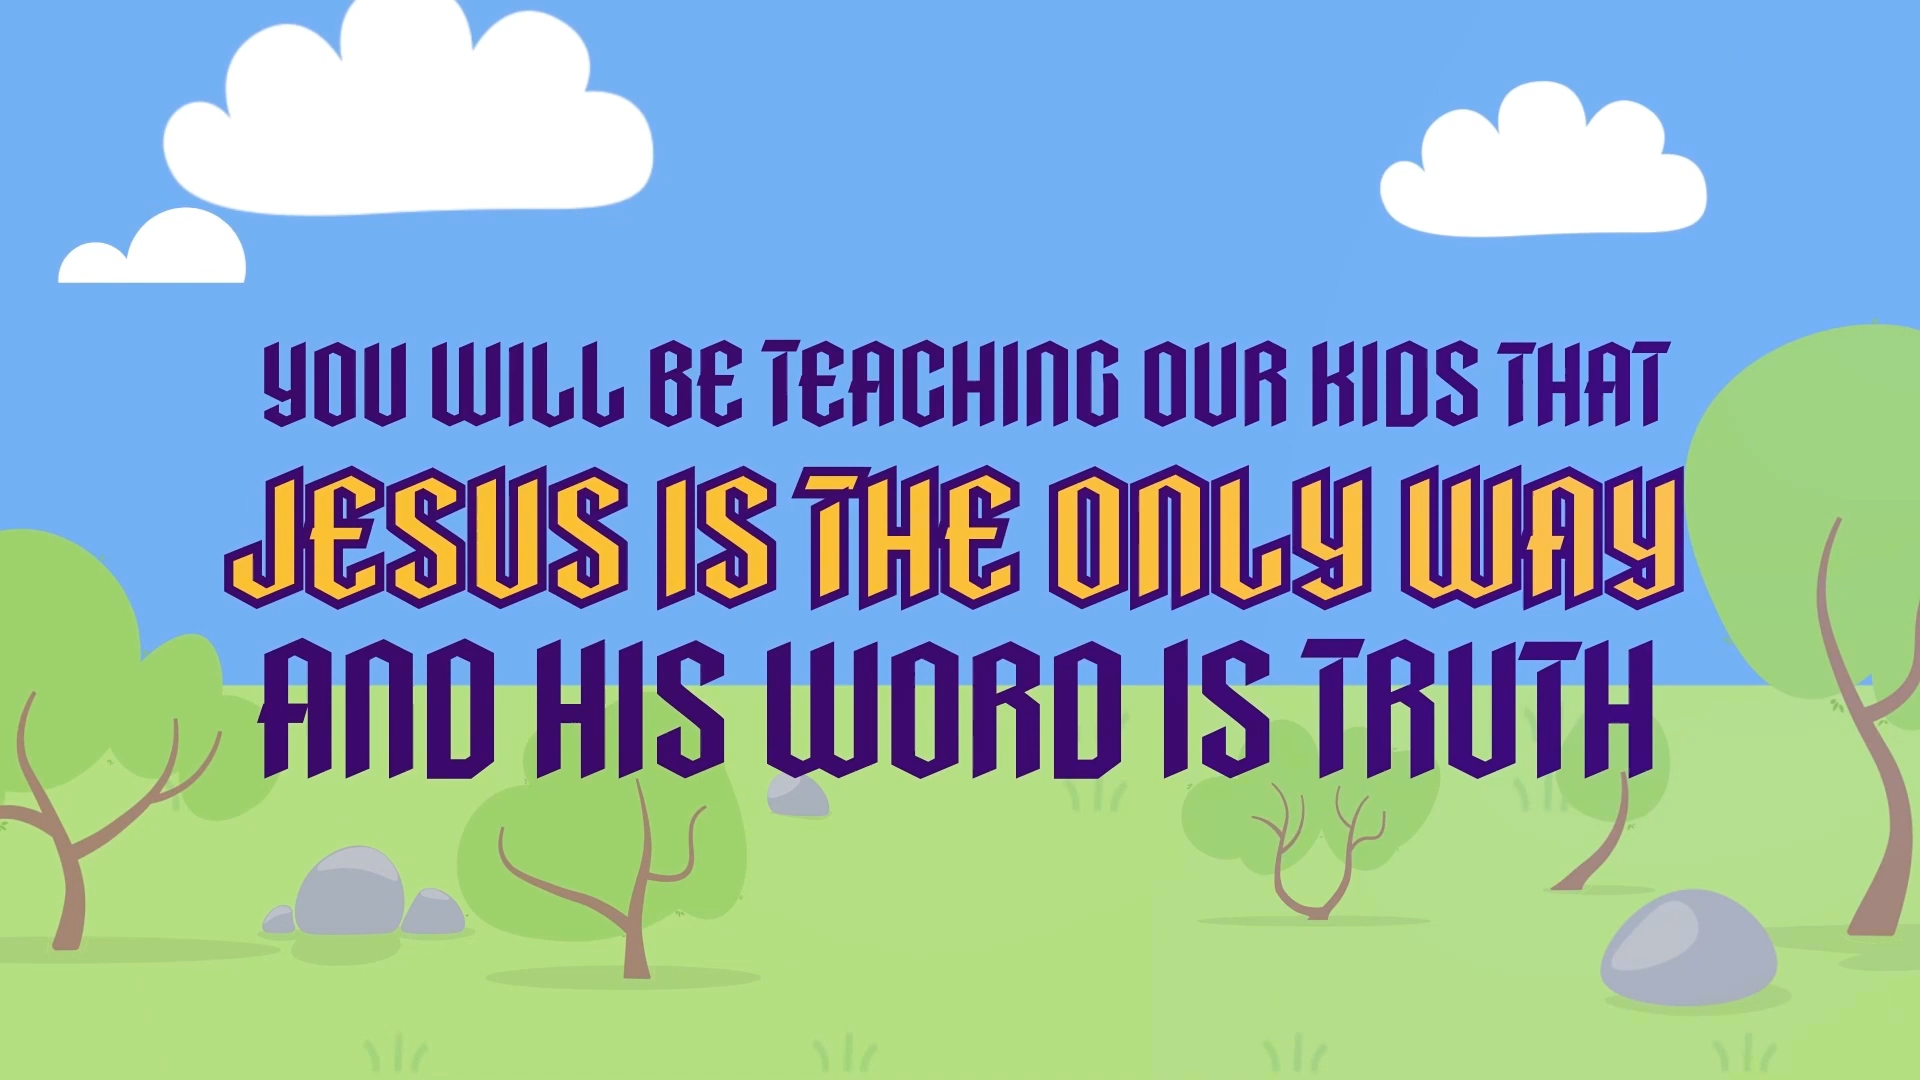 YOU WILL BE TEACHING OUR KIDS THAT
JESUS IS THE ONLY WAY
AND HIS WORD IS TRUTH